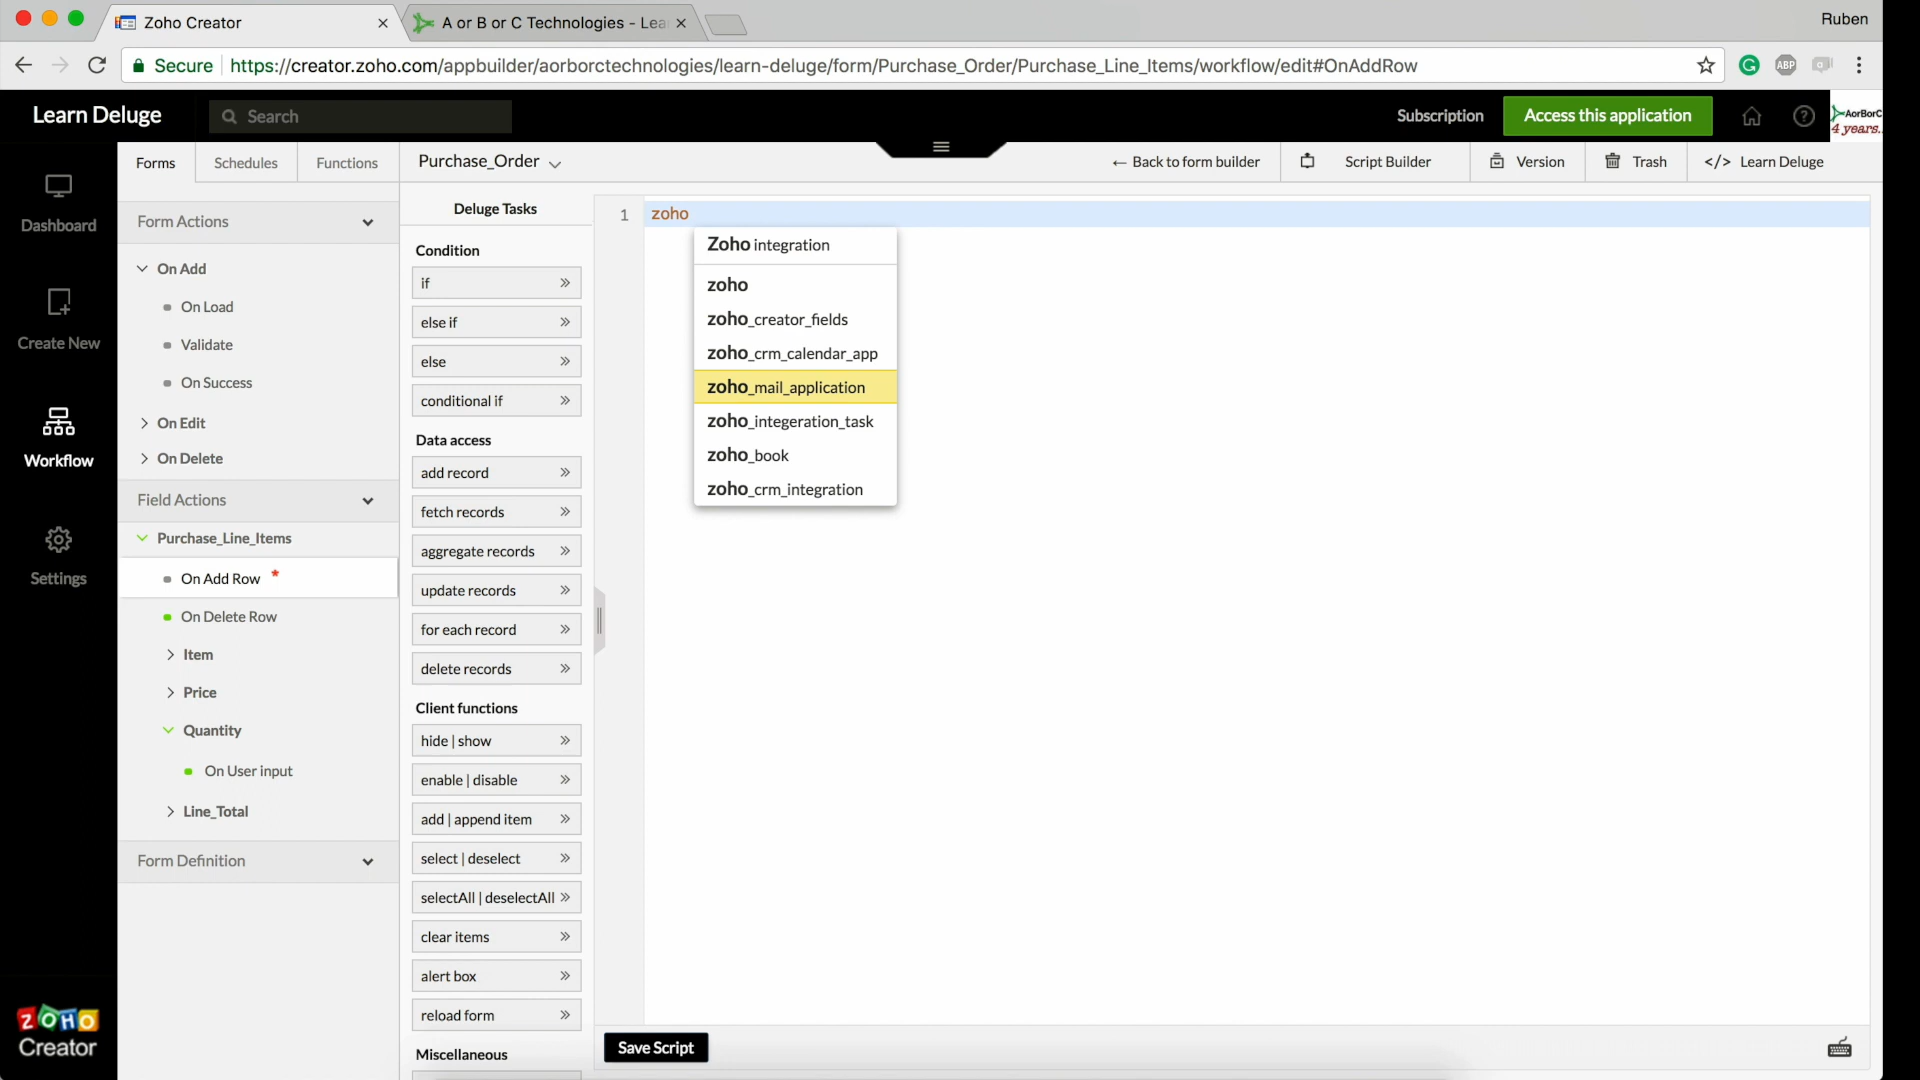 Zoho Creator
A or B or C Technologies - Lea
Ruben
Secure https://creator.zoho.com/appbuilder/aorborctechnologies/learn-deluge/form/Purchase_Order/Purchase_Line_Items/workflow/edit#OnAddRow
ABP
Learn Deluge
Search
Subscription
Access this application
AorBorC
4 years..
Forms
Schedules
Functions
Purchase_Order
← Back to form builder
Script Builder
Version
Trash
</> Learn Deluge
Dashboard
Create New
Workflow
Settings
ZOHO
Creator
Form Actions
On Add
On Load
Validate
On Success
On Edit
On Delete
Field Actions
Purchase_Line_Items
On Add Row *
On Delete Row
Item
Price
Quantity
On User input
Line_Total
Form Definition
Deluge Tasks
Condition
if
else if
else
conditional if
Data access
add record
fetch records
aggregate records
update records
for each record
delete records
Client functions
hide | show
enable | disable
add | append item
select | deselect
selectAll | deselectAll
clear items
alert box
reload form
Miscellaneous
1 zoho
Zoho integration
zoho
zoho_creator_fields
zoho_crm_calendar_app
zoho_mail_application
zoho_integeration_task
zoho_book
zoho_crm_integration
Save Script